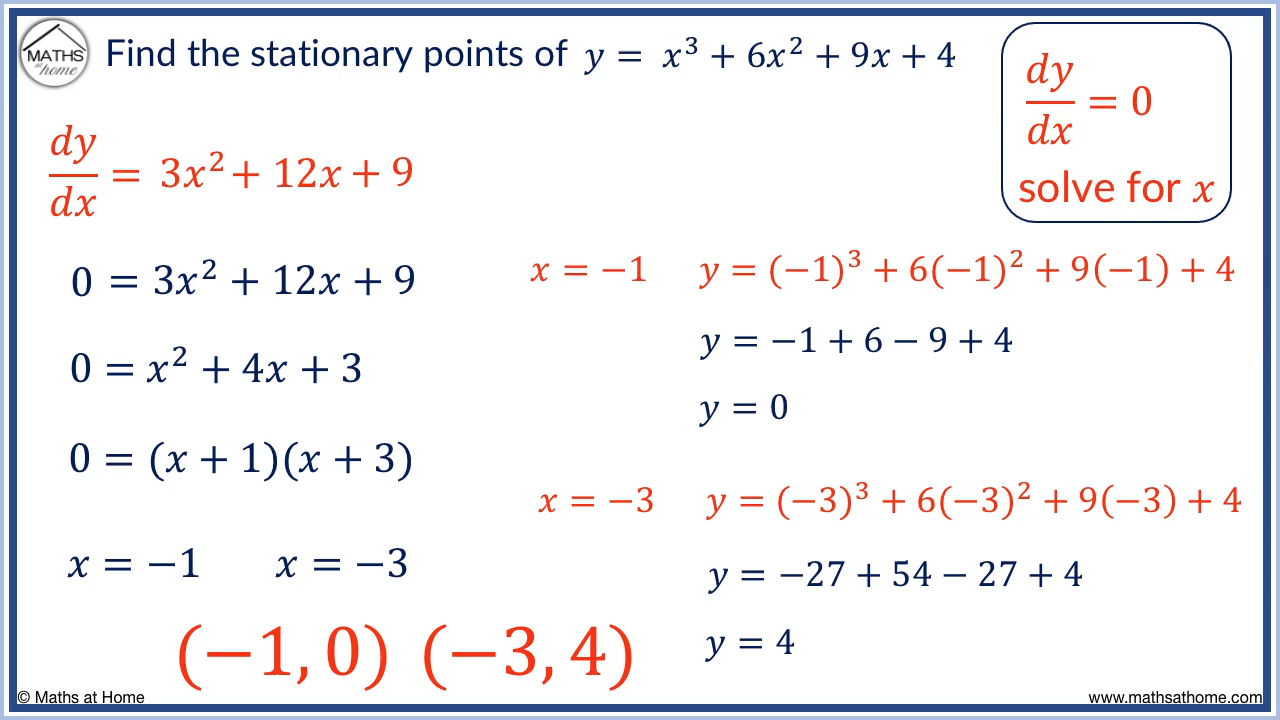 MATHS
at home
Find the stationary points of y = x³ + 6x² + 9x + 4
dy/dx = 0
solve for x
dy/dx = 3x² + 12x + 9
0 = 3x² + 12x + 9
0 = x² + 4x + 3
0 = (x + 1)(x + 3)
x = −1 x = −3
x = −1 y = (−1)³ + 6(−1)² + 9(−1) + 4
y = −1 + 6 − 9 + 4
y = 0
x = −3 y = (−3)³ + 6(−3)² + 9(−3) + 4
y = −27 + 54 − 27 + 4
y = 4
(−1, 0) (−3, 4)
© Maths at Home
www.mathsathome.com